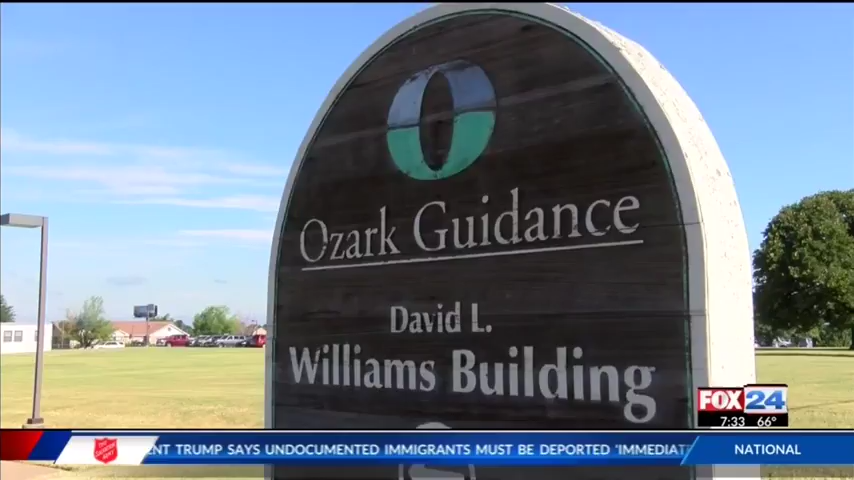 Ozark Guidance
David L.
Williams Building
FOX 24
7:33 66°
ENT TRUMP SAYS UNDOCUMENTED IMMIGRANTS MUST BE DEPORTED 'IMMEDIAT
NATIONAL